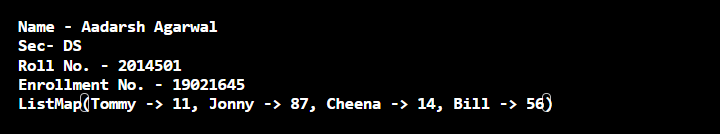 Name - Aadarsh Agarwal
Sec- DS
Roll No. - 2014501
Enrollment No. - 19021645
ListMap(Tommy -> 11, Jonny -> 87, Cheena -> 14, Bill -> 56)